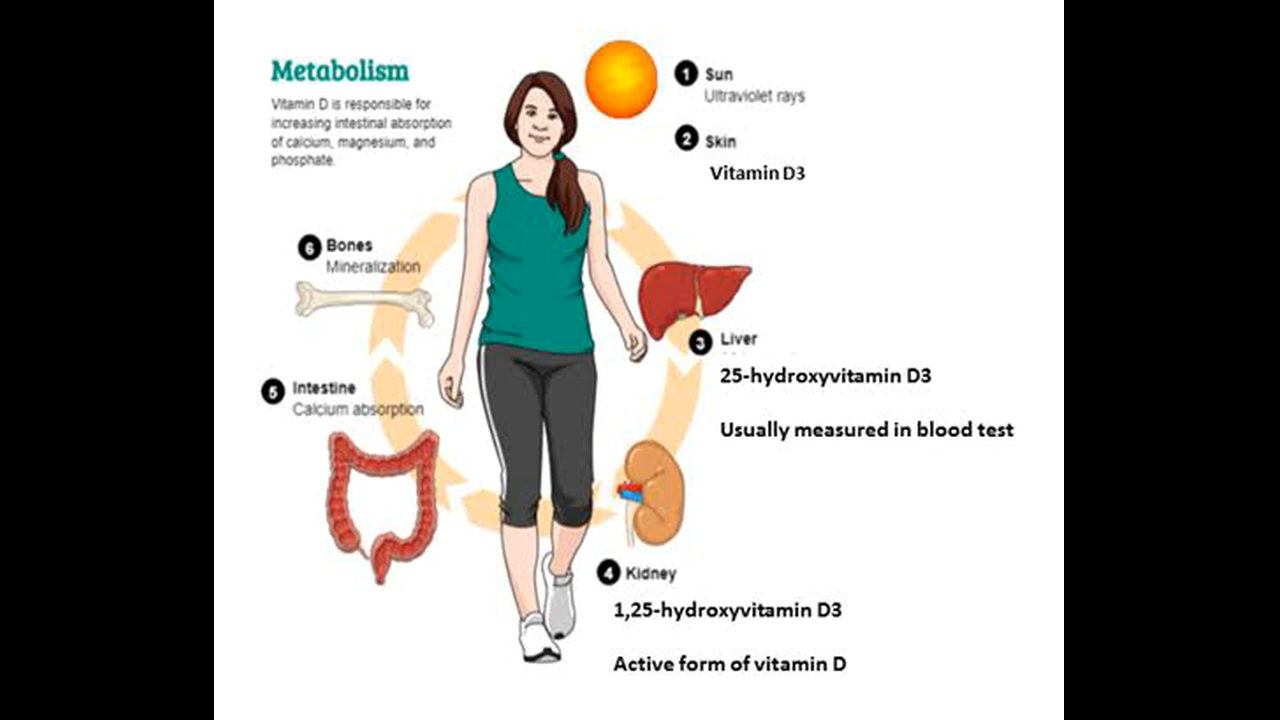 Metabolism
Vitamin D is responsible for
increasing intestinal absorption
of calcium, magnesium, and
phosphate.
1 Sun
Ultraviolet rays
2 Skin
Vitamin D3
3 Liver
25-hydroxyvitamin D3
Usually measured in blood test
4 Kidney
1,25-hydroxyvitamin D3
Active form of vitamin D
5 Intestine
Calcium absorption
6 Bones
Mineralization